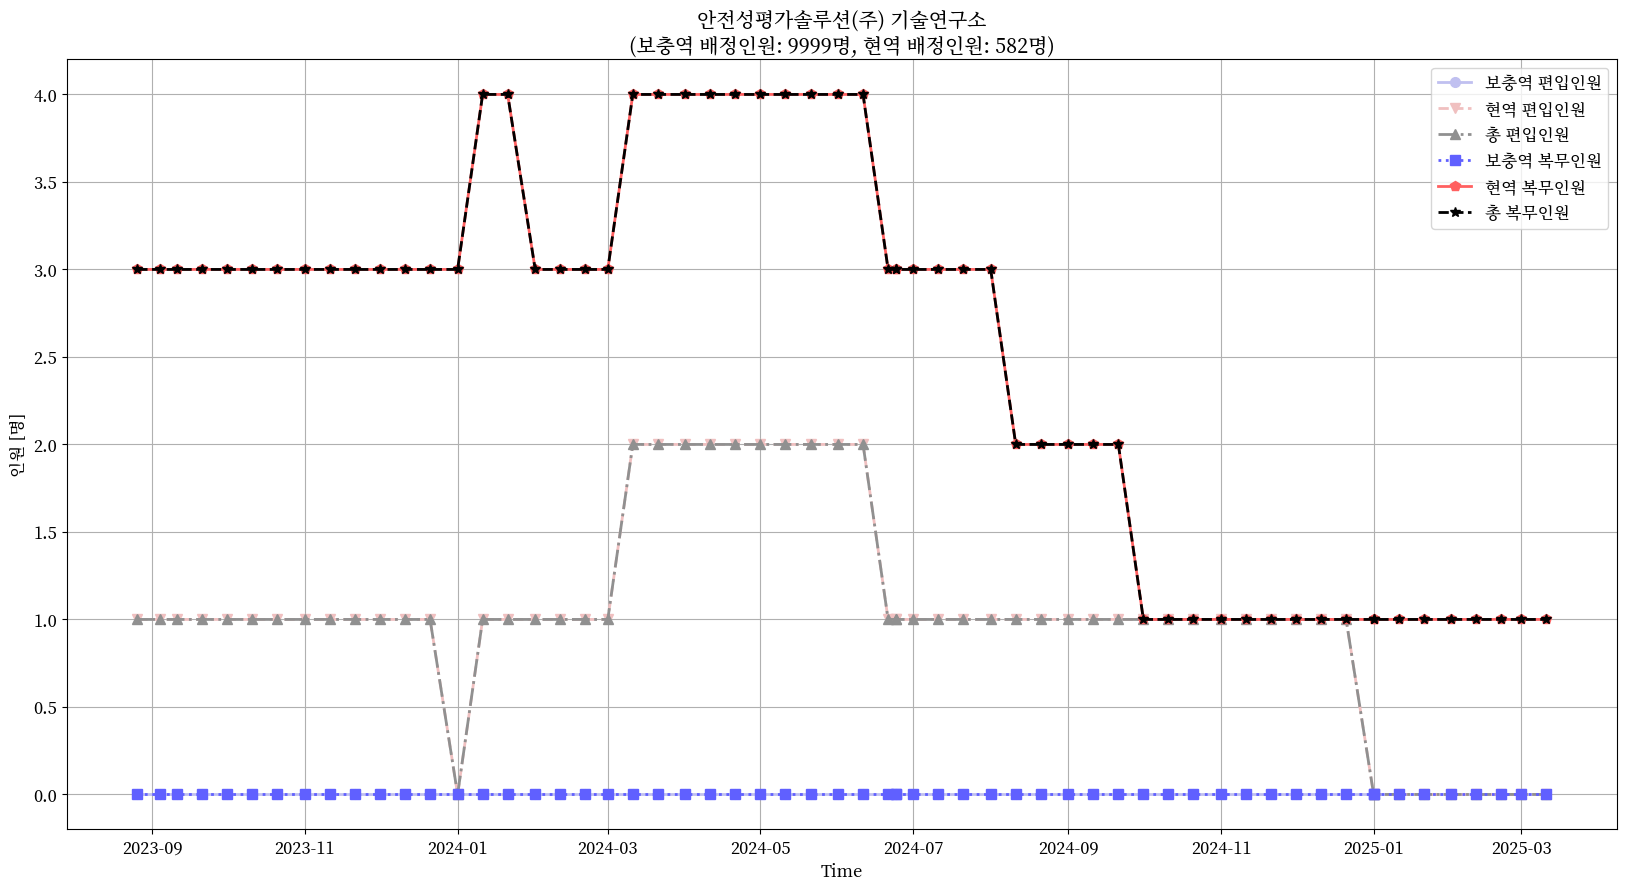 안전성평가솔루션(주) 기술연구소
(보충역 배정인원: 9999명, 현역 배정인원: 582명)
보충역 편입인원
현역 편입인원
총 편입인원
보충역 복무인원
현역 복무인원
총 복무인원
4.0
3.5
3.0
2.5
2.0
1.5
1.0
0.5
0.0
인원 [명]
2023-09 2023-11 2024-01 2024-03 2024-05 2024-07 2024-09 2024-11 2025-01 2025-03
Time